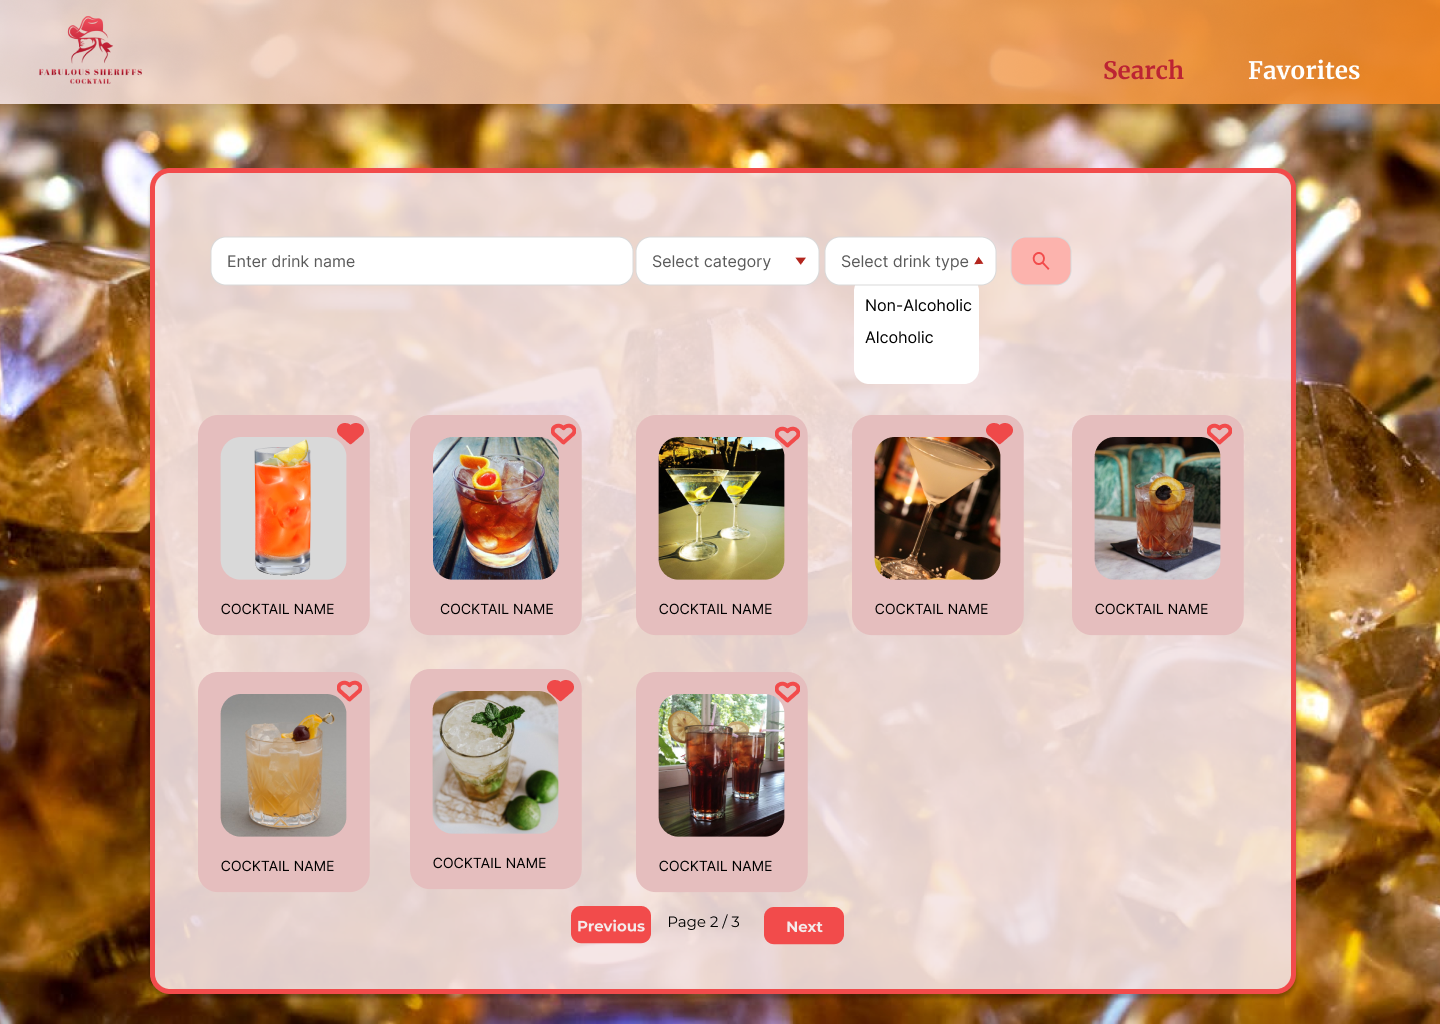 FABULOUS SHERIFFS
COCKTAIL
Search
Favorites
Enter drink name
Select category
Select drink type
Non-Alcoholic
Alcoholic
COCKTAIL NAME
COCKTAIL NAME
COCKTAIL NAME
COCKTAIL NAME
COCKTAIL NAME
COCKTAIL NAME
COCKTAIL NAME
COCKTAIL NAME
Previous
Page 2 / 3
Next